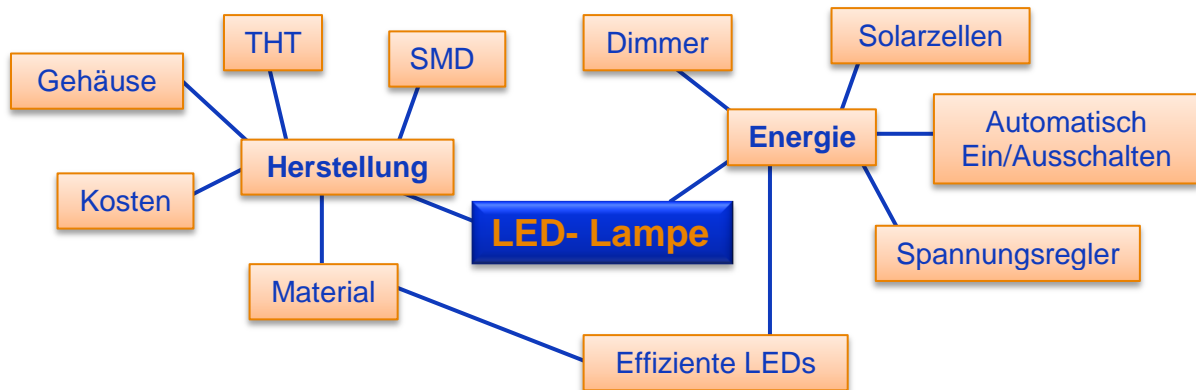 THT
Dimmer
Solarzellen
Gehäuse
SMD
Automatisch
Ein/Ausschalten
Energie
Herstellung
Kosten
LED- Lampe
Spannungsregler
Material
Effiziente LEDs